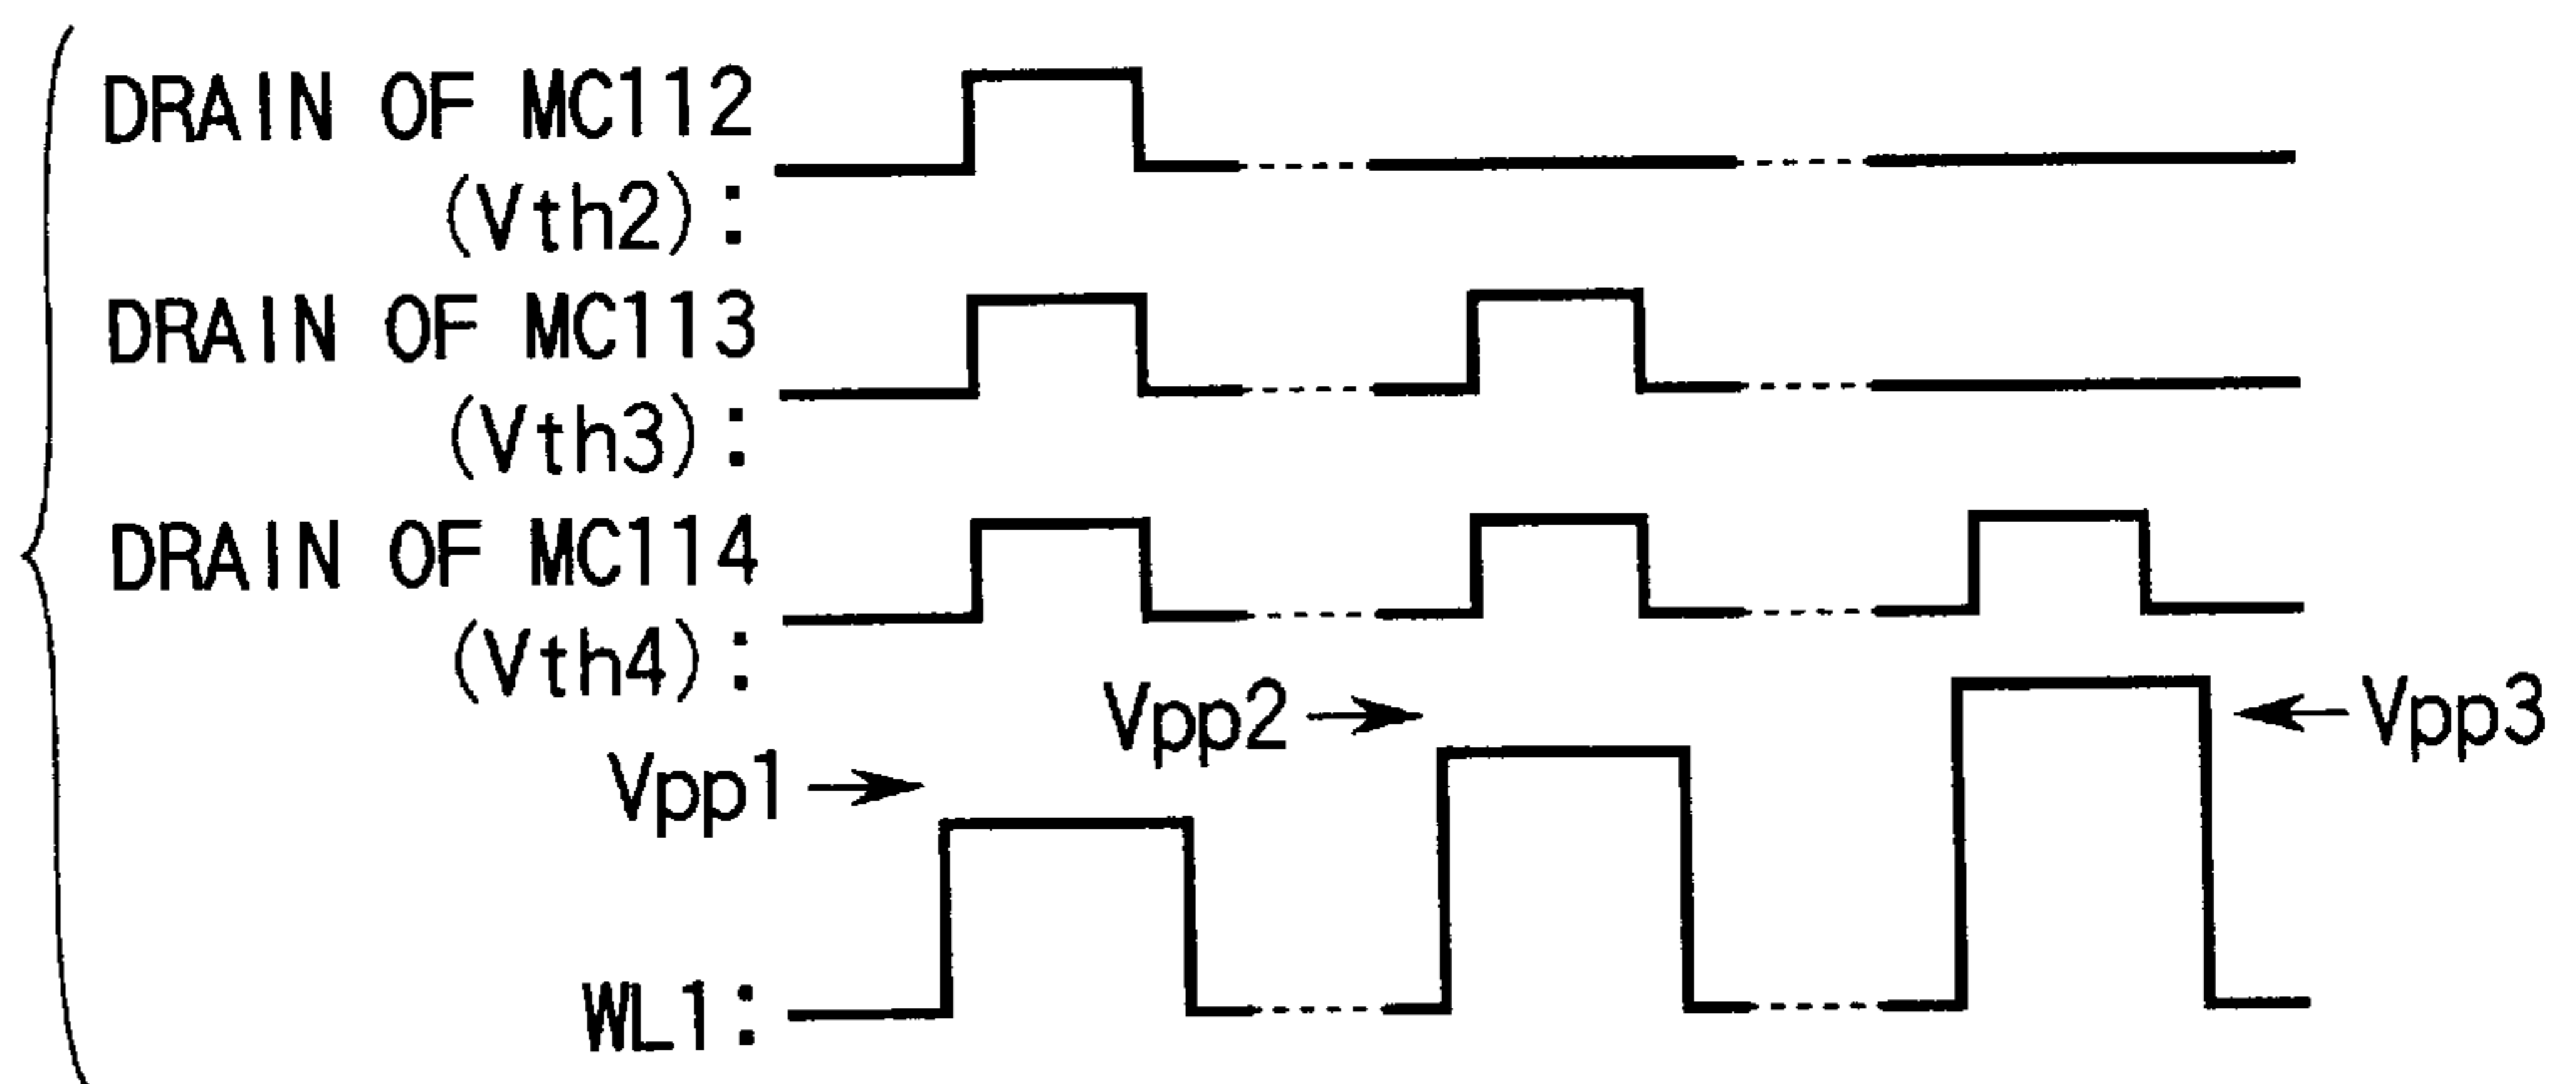 DRAIN OF MC112
(Vth2):
DRAIN OF MC113
(Vth3):
DRAIN OF MC114
(Vth4):
Vpp2
Vpp3
Vpp1
WL1: